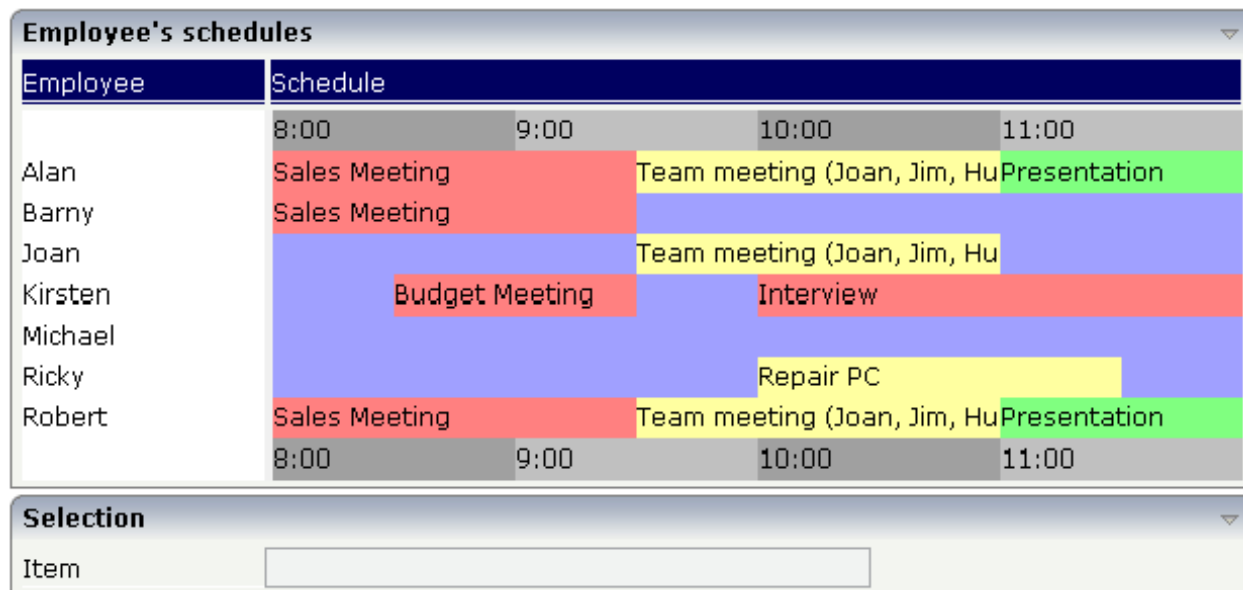 Employee's schedules
Employee Schedule
8:00 9:00 10:00 11:00
Alan Sales Meeting Team meeting (Joan, Jim, Hu Presentation
Barny Sales Meeting
Joan Team meeting (Joan, Jim, Hu
Kirsten Budget Meeting Interview
Michael
Ricky Repair PC
Robert Sales Meeting Team meeting (Joan, Jim, Hu Presentation
8:00 9:00 10:00 11:00
Selection
Item